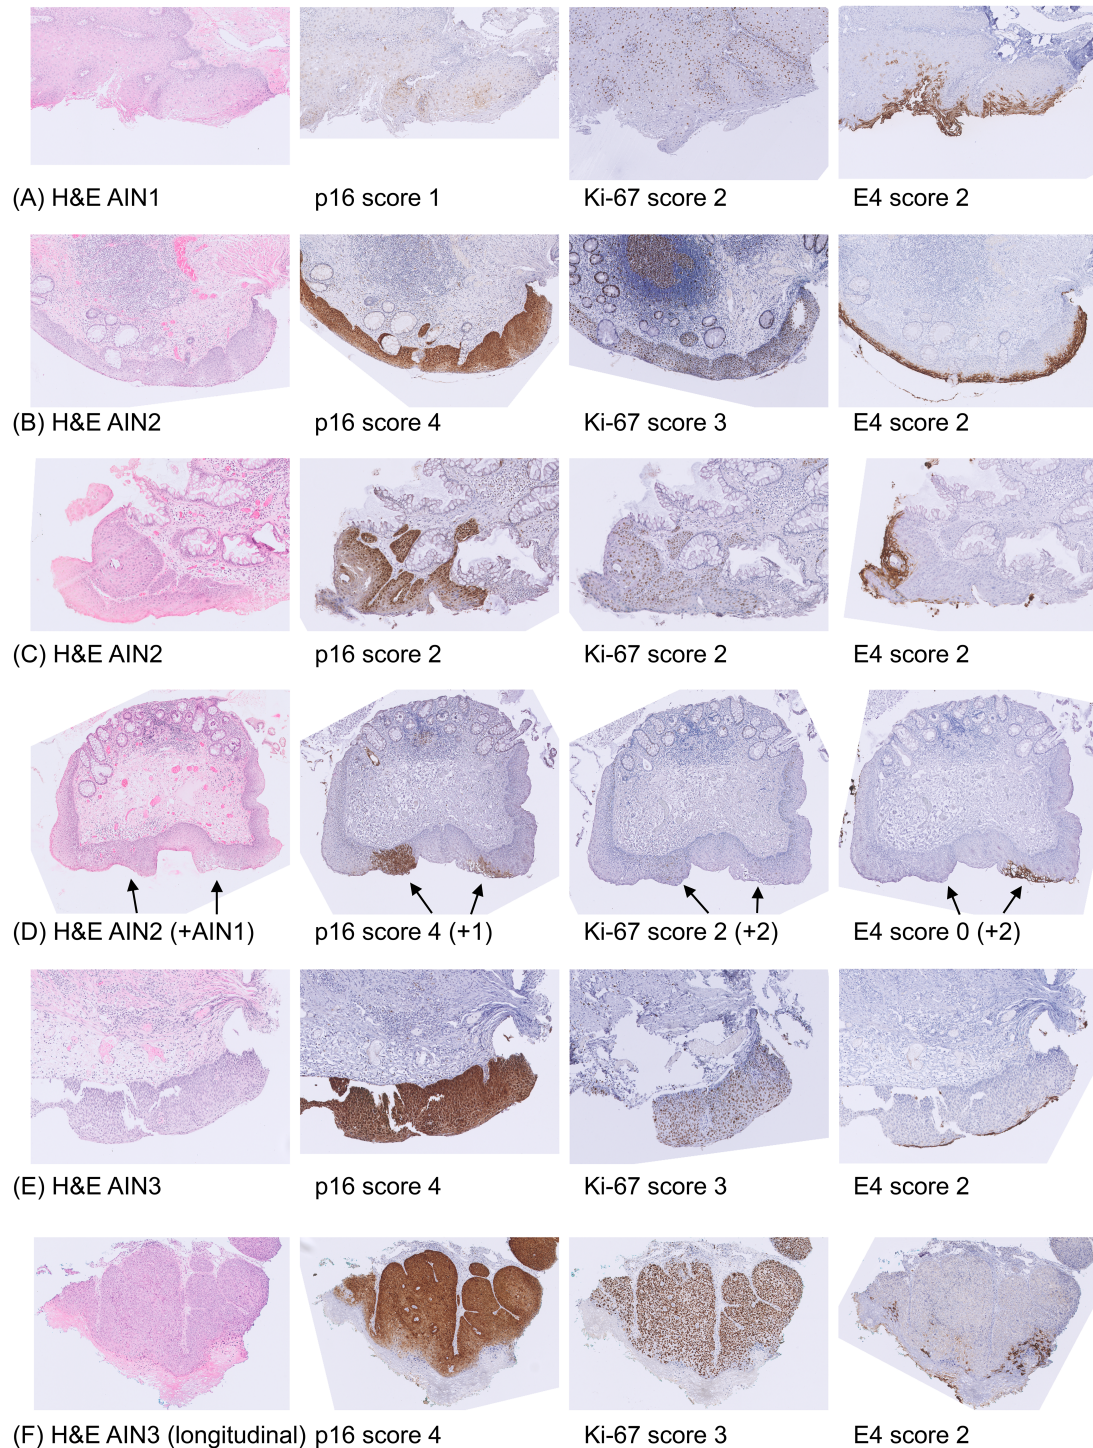 (A) H&E AIN1 p16 score 1 Ki-67 score 2 E4 score 2
(B) H&E AIN2 p16 score 4 Ki-67 score 3 E4 score 2
(C) H&E AIN2 p16 score 2 Ki-67 score 2 E4 score 2
(D) H&E AIN2 (+AIN1) p16 score 4 (+1) Ki-67 score 2 (+2) E4 score 0 (+2)
(E) H&E AIN3 p16 score 4 Ki-67 score 3 E4 score 2
(F) H&E AIN3 (longitudinal) p16 score 4 Ki-67 score 3 E4 score 2